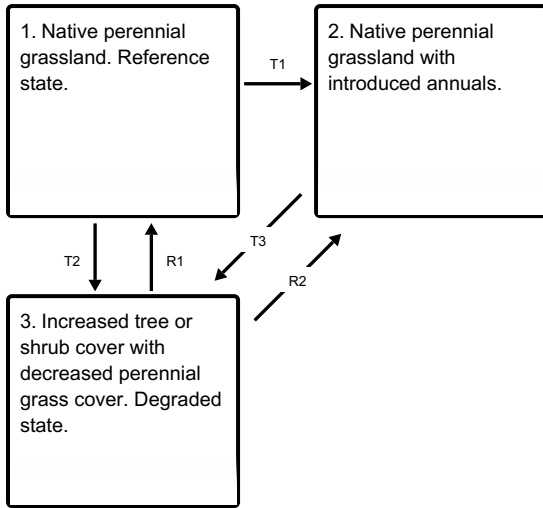 1. Native perennial
grassland. Reference
state.
2. Native perennial
grassland with
introduced annuals.
T1
T2
R1
T3
R2
3. Increased tree or
shrub cover with
decreased perennial
grass cover. Degraded
state.